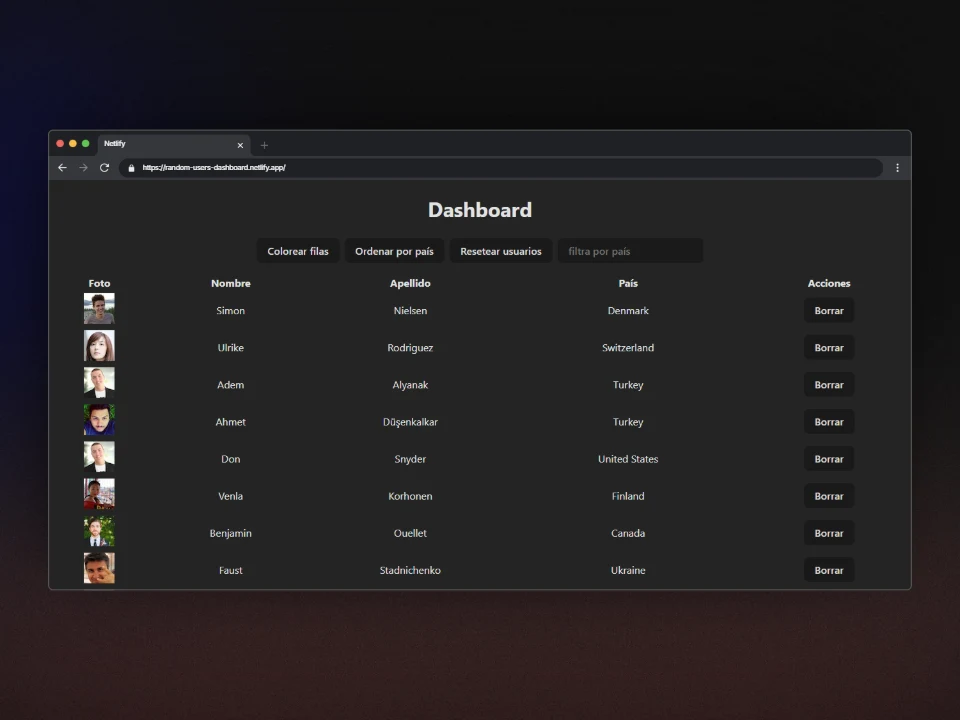 Netlify
https://random-users-dashboard.netlify.app/
Dashboard
Colorear filas Ordenar por país Resetear usuarios filtra por país
Foto Nombre Apellido País Acciones
Simon Nielsen Denmark Borrar
Ulrike Rodriguez Switzerland Borrar
Adem Alyanak Turkey Borrar
Ahmet Düşenkalkar Turkey Borrar
Don Snyder United States Borrar
Venla Korhonen Finland Borrar
Benjamin Ouellet Canada Borrar
Faust Stadnichenko Ukraine Borrar